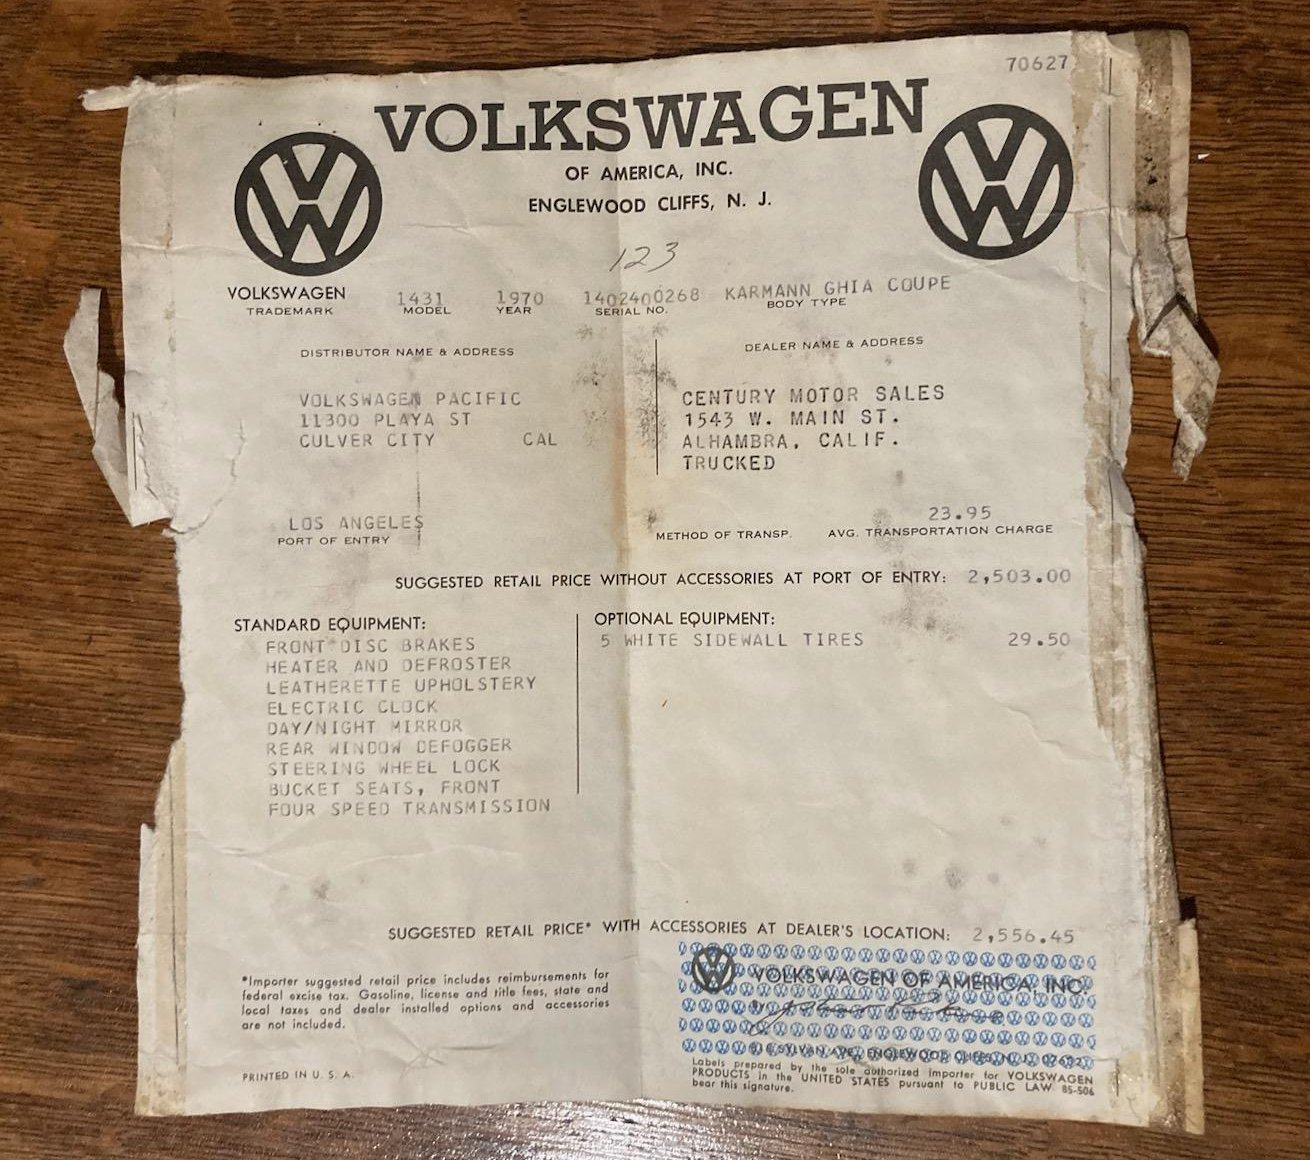 70627
VOLKSWAGEN
OF AMERICA, INC.
ENGLEWOOD CLIFFS, N. J.
123
VOLKSWAGEN
TRADEMARK
1431 1970 1402400268 KARMANN GHIA COUPE
MODEL YEAR SERIAL NO. BODY TYPE
DISTRIBUTOR NAME & ADDRESS
VOLKSWAGEN PACIFIC
11300 PLAYA ST
CULVER CITY CAL
DEALER NAME & ADDRESS
CENTURY MOTOR SALES
1543 W. MAIN ST.
ALHAMBRA, CALIF.
TRUCKED
LOS ANGELES
PORT OF ENTRY
23.95
METHOD OF TRANSP. AVG. TRANSPORTATION CHARGE
SUGGESTED RETAIL PRICE WITHOUT ACCESSORIES AT PORT OF ENTRY: 2,503.00
STANDARD EQUIPMENT:
FRONT DISC BRAKES
HEATER AND DEFROSTER
LEATHERETTE UPHOLSTERY
ELECTRIC CLOCK
DAY/NIGHT MIRROR
REAR WINDOW DEFOGGER
STEERING WHEEL LOCK
BUCKET SEATS, FRONT
FOUR SPEED TRANSMISSION
OPTIONAL EQUIPMENT:
5 WHITE SIDEWALL TIRES 29.50
SUGGESTED RETAIL PRICE* WITH ACCESSORIES AT DEALER'S LOCATION: 2,556.45
*Importer suggested retail price includes reimbursements for
federal excise tax. Gasoline, license and title fees, state and
local taxes and dealer installed options and accessories
are not included.
PRINTED IN U. S. A.
VOLKSWAGEN OF AMERICA, INC.
SYLVAN AVE, ENGLEWOOD CLIFFS, N. J. 07632
Labels prepared by the sole authorized importer for VOLKSWAGEN
PRODUCTS in the UNITED STATES pursuant to PUBLIC LAW 85-506
bear this signature.